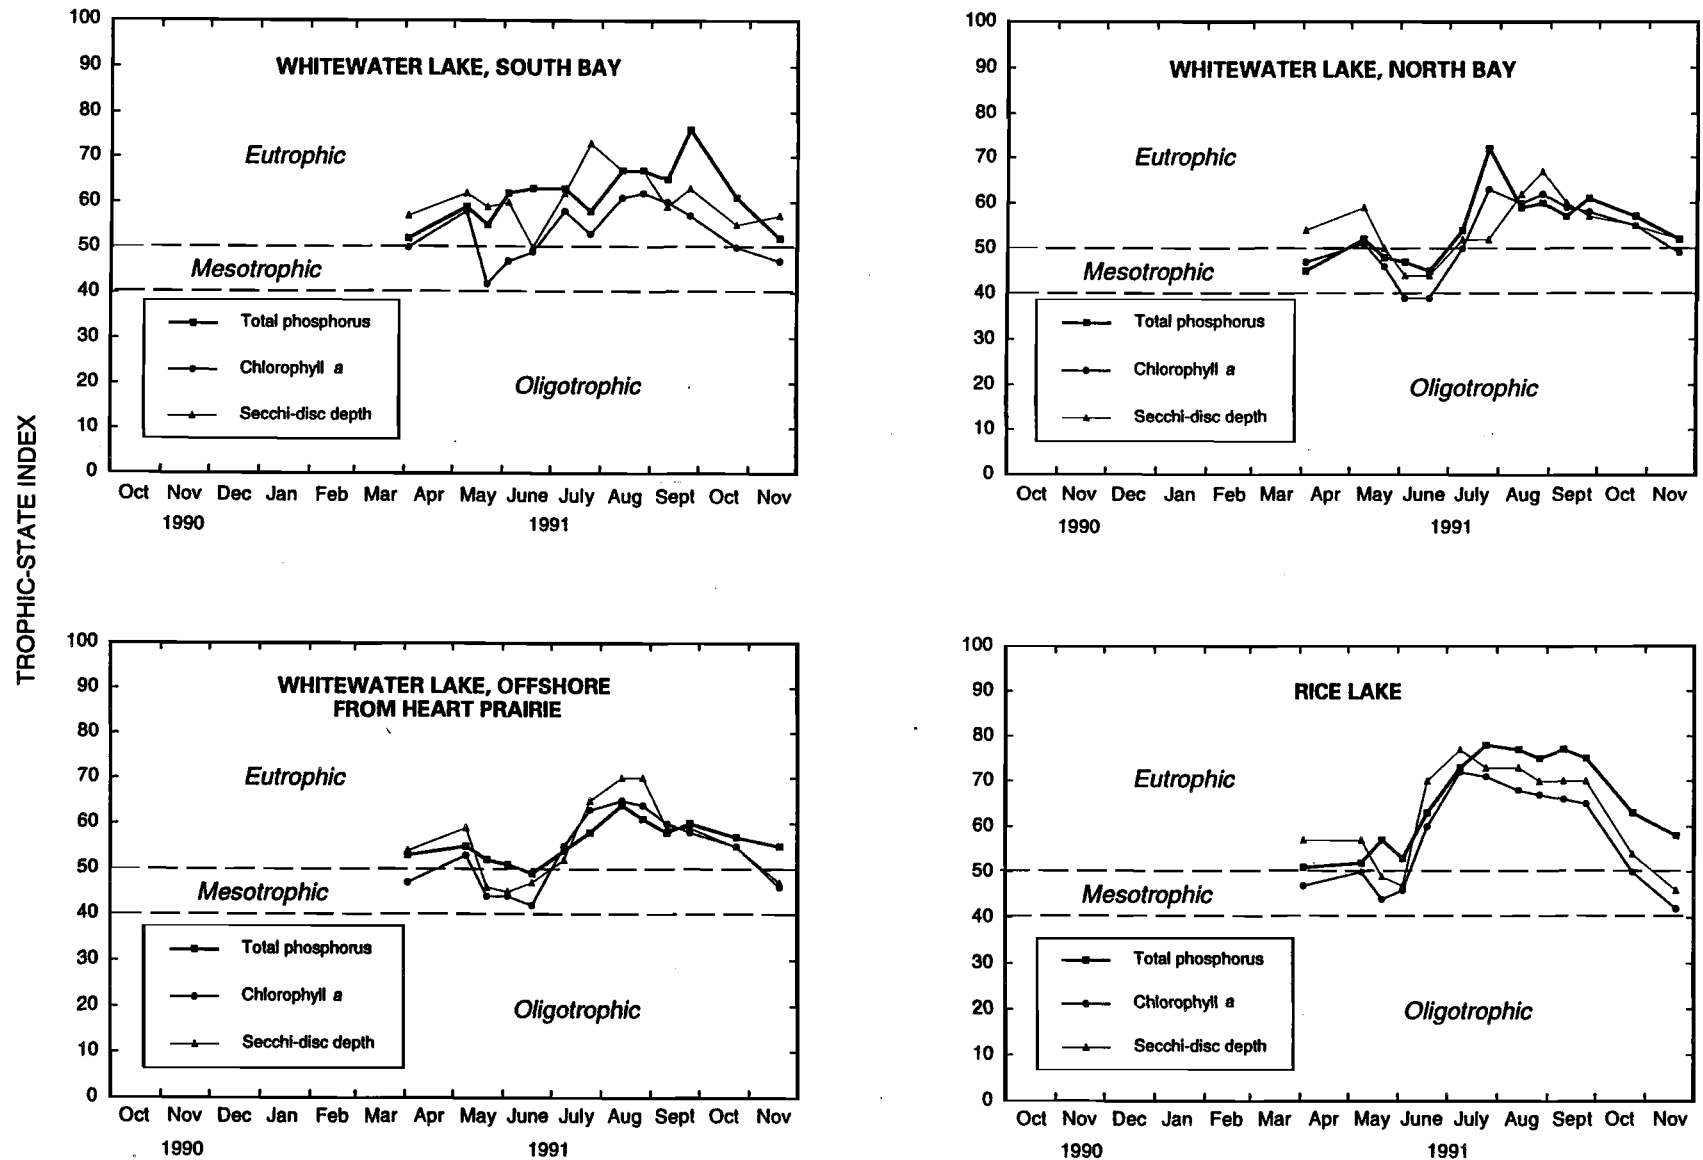 TROPHIC-STATE INDEX
WHITEWATER LAKE, SOUTH BAY
100
90
80
70
60
50
40
30
20
10
0
Eutrophic
Mesotrophic
Oligotrophic
Total phosphorus
Chlorophyll a
Secchi-disc depth
Oct Nov Dec Jan Feb Mar Apr May June July Aug Sept Oct Nov
1990 1991
WHITEWATER LAKE, NORTH BAY
100
90
80
70
60
50
40
30
20
10
0
Eutrophic
Mesotrophic
Oligotrophic
Total phosphorus
Chlorophyll a
Secchi-disc depth
Oct Nov Dec Jan Feb Mar Apr May June July Aug Sept Oct Nov
1990 1991
WHITEWATER LAKE, OFFSHORE
FROM HEART PRAIRIE
100
90
80
70
60
50
40
30
20
10
0
Eutrophic
Mesotrophic
Oligotrophic
Total phosphorus
Chlorophyll a
Secchi-disc depth
Oct Nov Dec Jan Feb Mar Apr May June July Aug Sept Oct Nov
1990 1991
RICE LAKE
100
90
80
70
60
50
40
30
20
10
0
Eutrophic
Mesotrophic
Oligotrophic
Total phosphorus
Chlorophyll a
Secchi-disc depth
Oct Nov Dec Jan Feb Mar Apr May June July Aug Sept Oct Nov
1990 1991